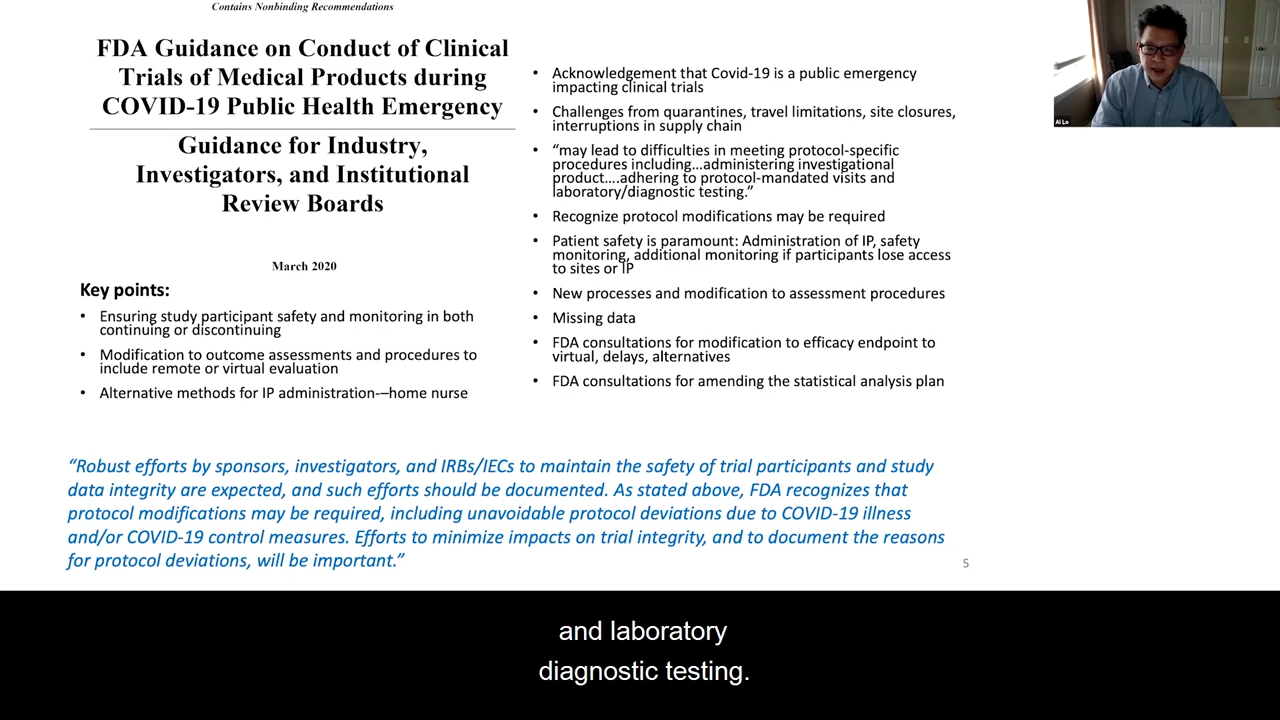 Contains Nonbinding Recommendations
FDA Guidance on Conduct of Clinical
Trials of Medical Products during
COVID-19 Public Health Emergency
Guidance for Industry,
Investigators, and Institutional
Review Boards
March 2020
Key points:
• Ensuring study participant safety and monitoring in both
continuing or discontinuing
• Modification to outcome assessments and procedures to
include remote or virtual evaluation
• Alternative methods for IP administration-–home nurse
• Acknowledgement that Covid-19 is a public emergency
impacting clinical trials
• Challenges from quarantines, travel limitations, site closures,
interruptions in supply chain
• “may lead to difficulties in meeting protocol-specific
procedures including…administering investigational
product….adhering to protocol-mandated visits and
laboratory/diagnostic testing.”
• Recognize protocol modifications may be required
• Patient safety is paramount: Administration of IP, safety
monitoring, additional monitoring if participants lose access
to sites or IP
• New processes and modification to assessment procedures
• Missing data
• FDA consultations for modification to efficacy endpoint to
virtual, delays, alternatives
• FDA consultations for amending the statistical analysis plan
“Robust efforts by sponsors, investigators, and IRBs/IECs to maintain the safety of trial participants and study
data integrity are expected, and such efforts should be documented. As stated above, FDA recognizes that
protocol modifications may be required, including unavoidable protocol deviations due to COVID-19 illness
and/or COVID-19 control measures. Efforts to minimize impacts on trial integrity, and to document the reasons
for protocol deviations, will be important.”
5
Al Lo
and laboratory
diagnostic testing.